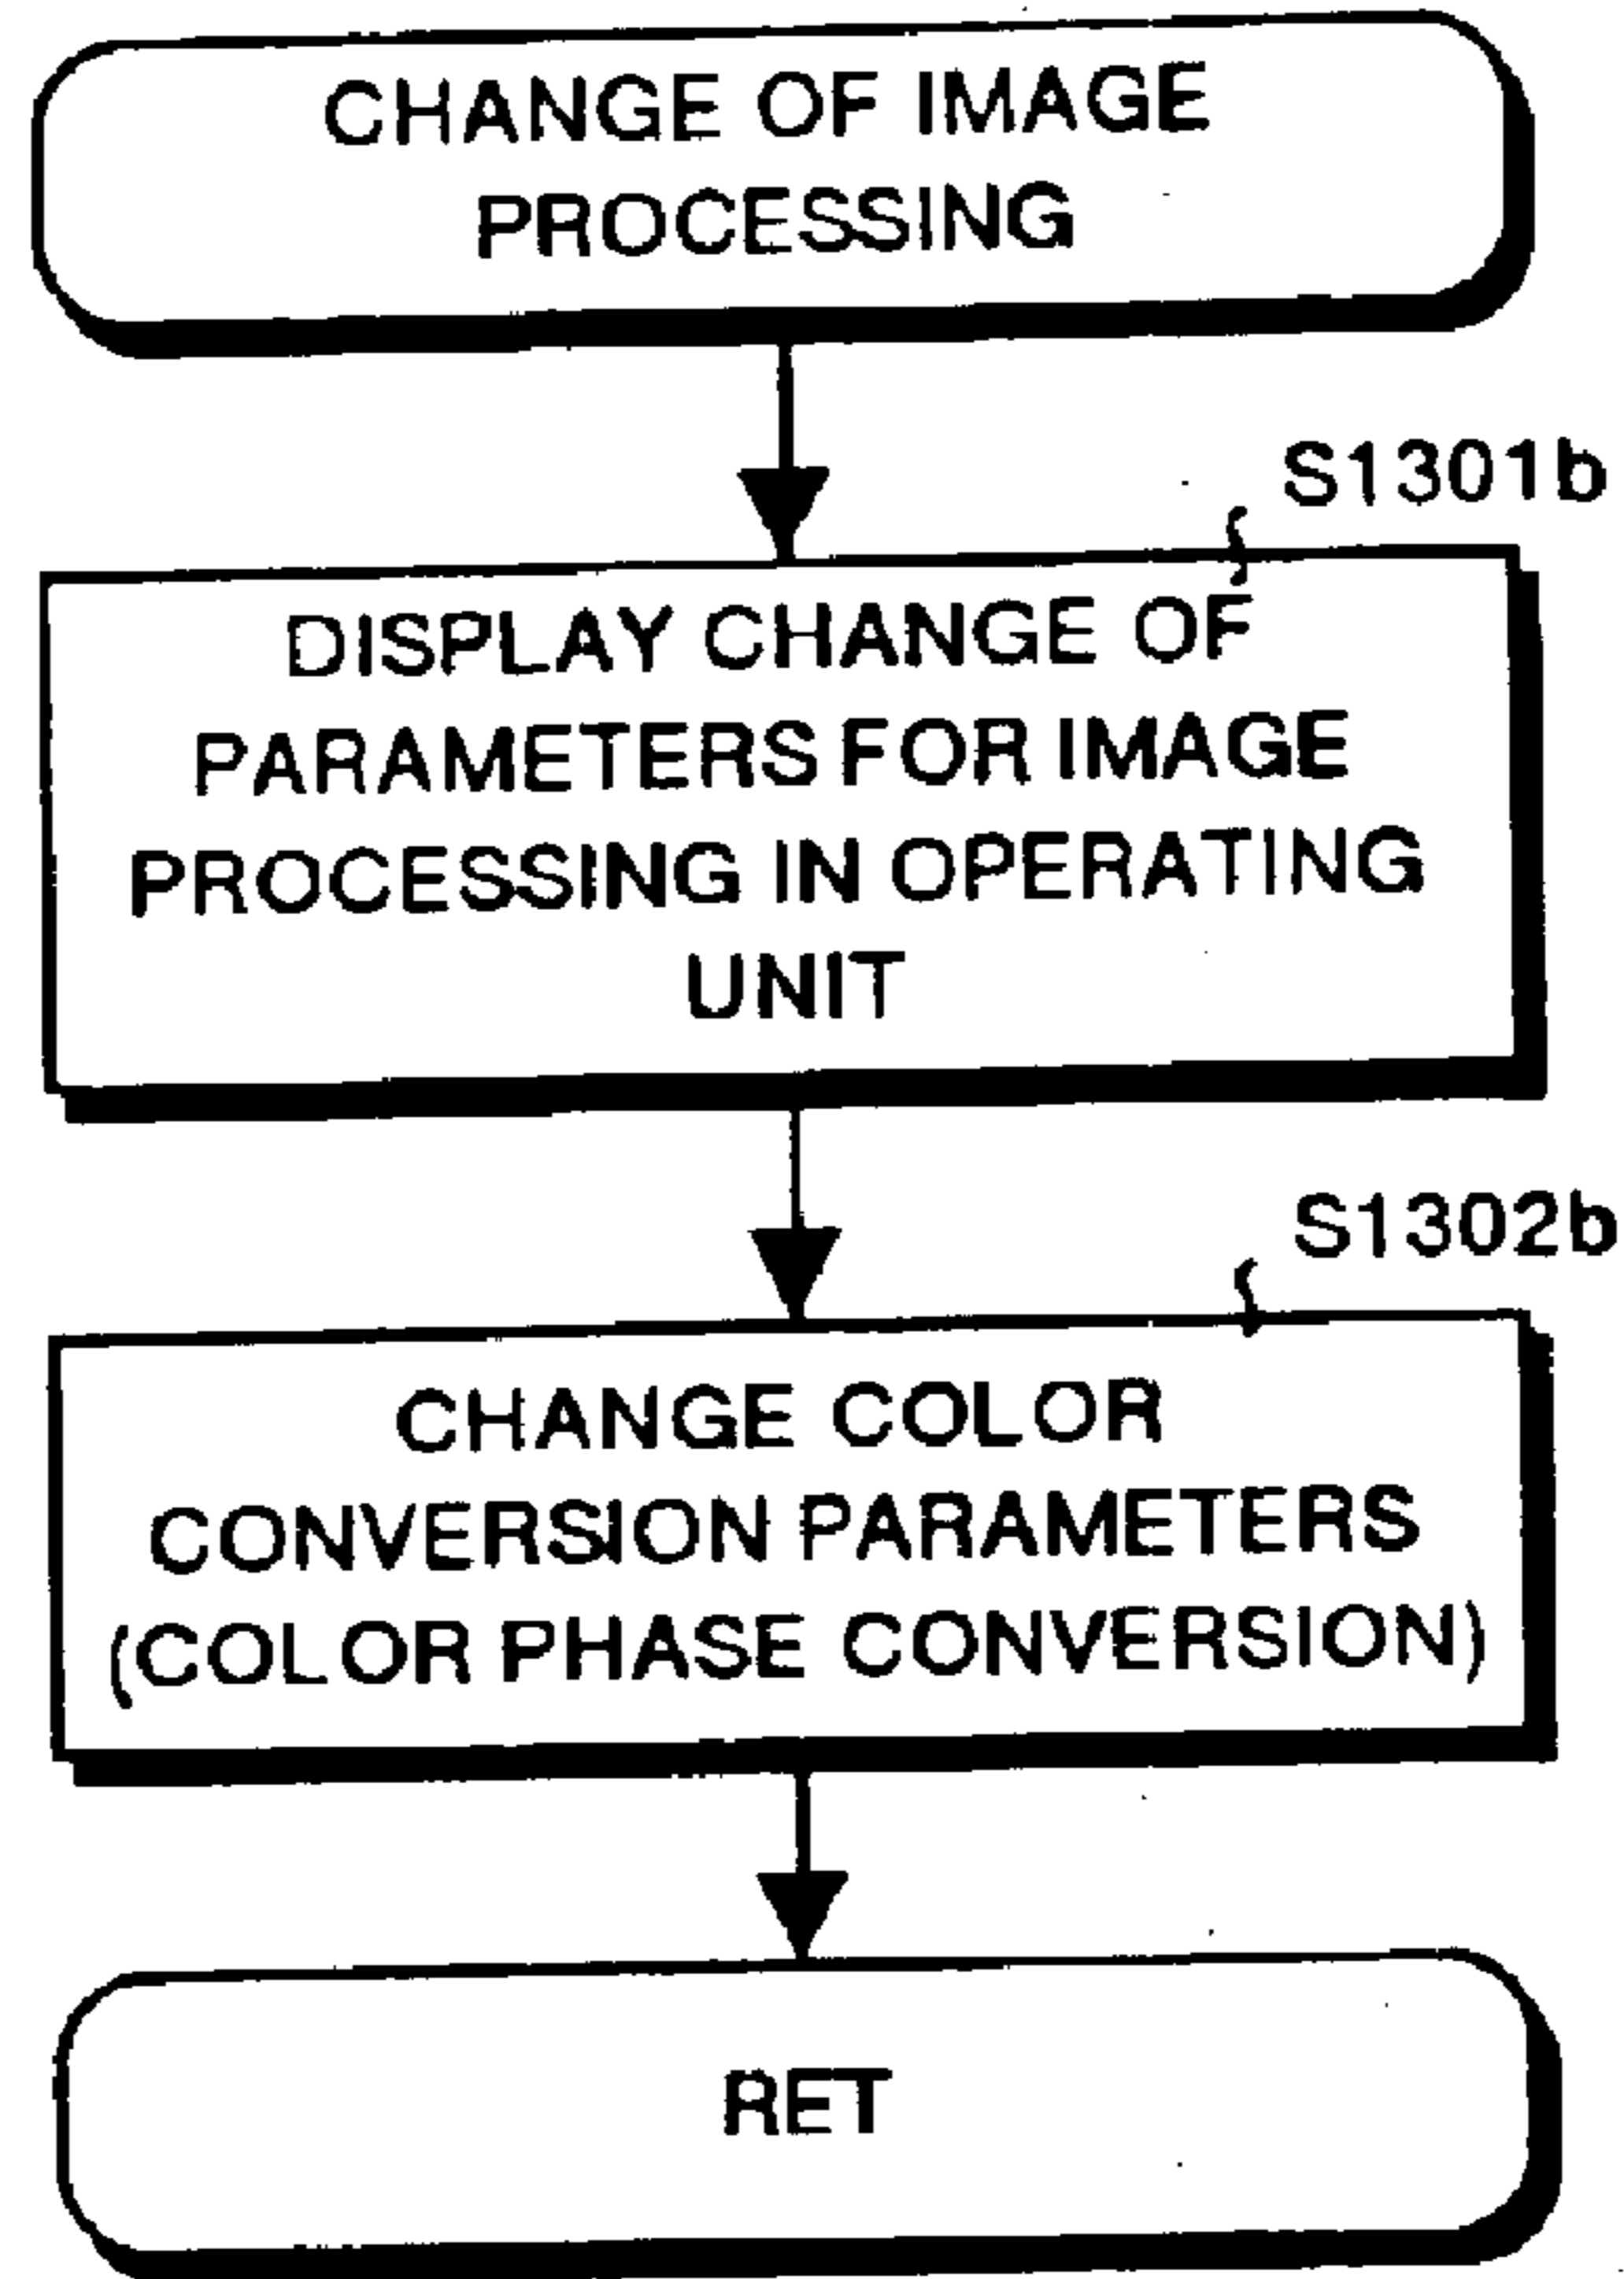 CHANGE OF IMAGE
PROCESSING
S1301b
DISPLAY CHANGE OF
PARAMETERS FOR IMAGE
PROCESSING IN OPERATING
UNIT
S1302b
CHANGE COLOR
CONVERSION PARAMETERS
(COLOR PHASE CONVERSION)
RET